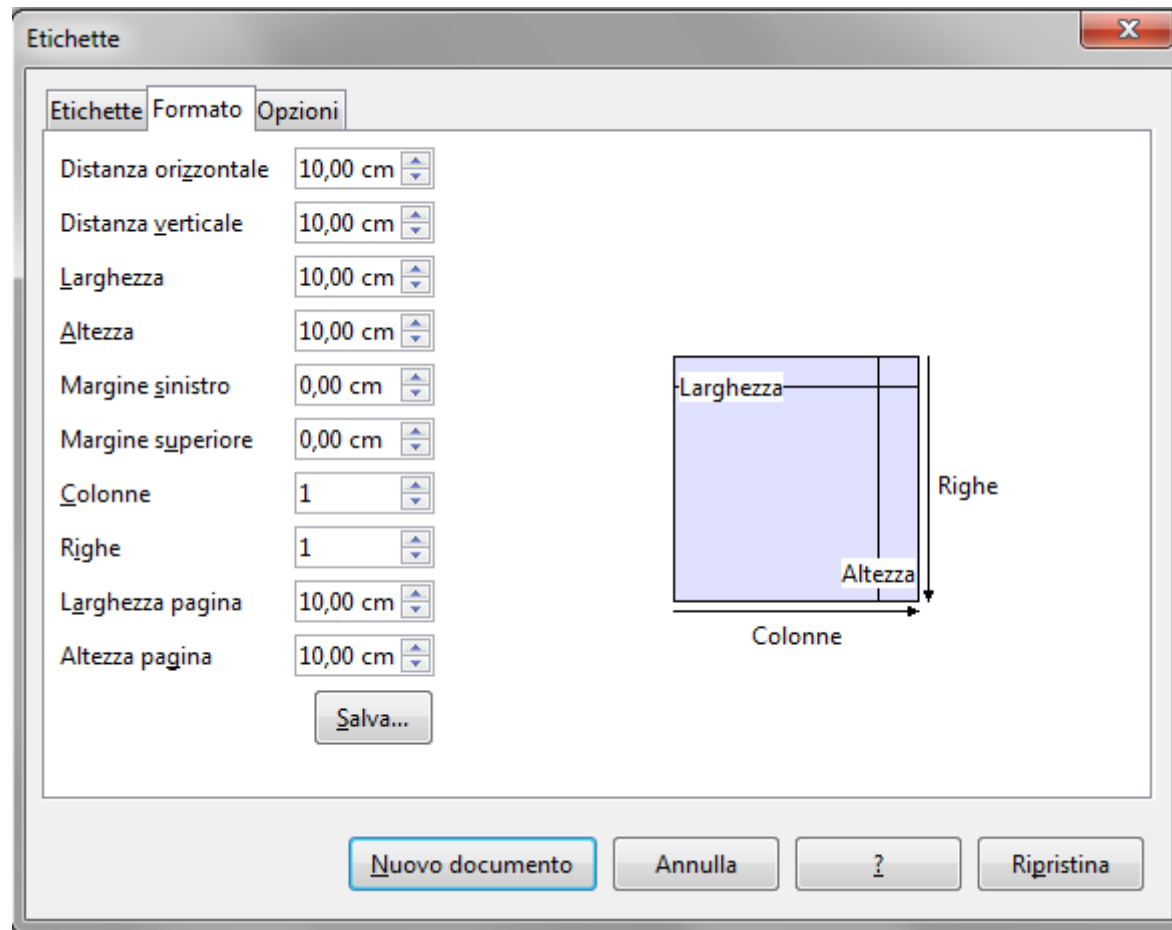 Etichette
Etichette Formato Opzioni
Distanza orizzontale 10,00 cm
Distanza verticale 10,00 cm
Larghezza 10,00 cm
Altezza 10,00 cm
Margine sinistro 0,00 cm
Margine superiore 0,00 cm
Colonne 1
Righe 1
Larghezza pagina 10,00 cm
Altezza pagina 10,00 cm
Salva...
Larghezza
Righe
Altezza
Colonne
Nuovo documento Annulla ? Ripristina